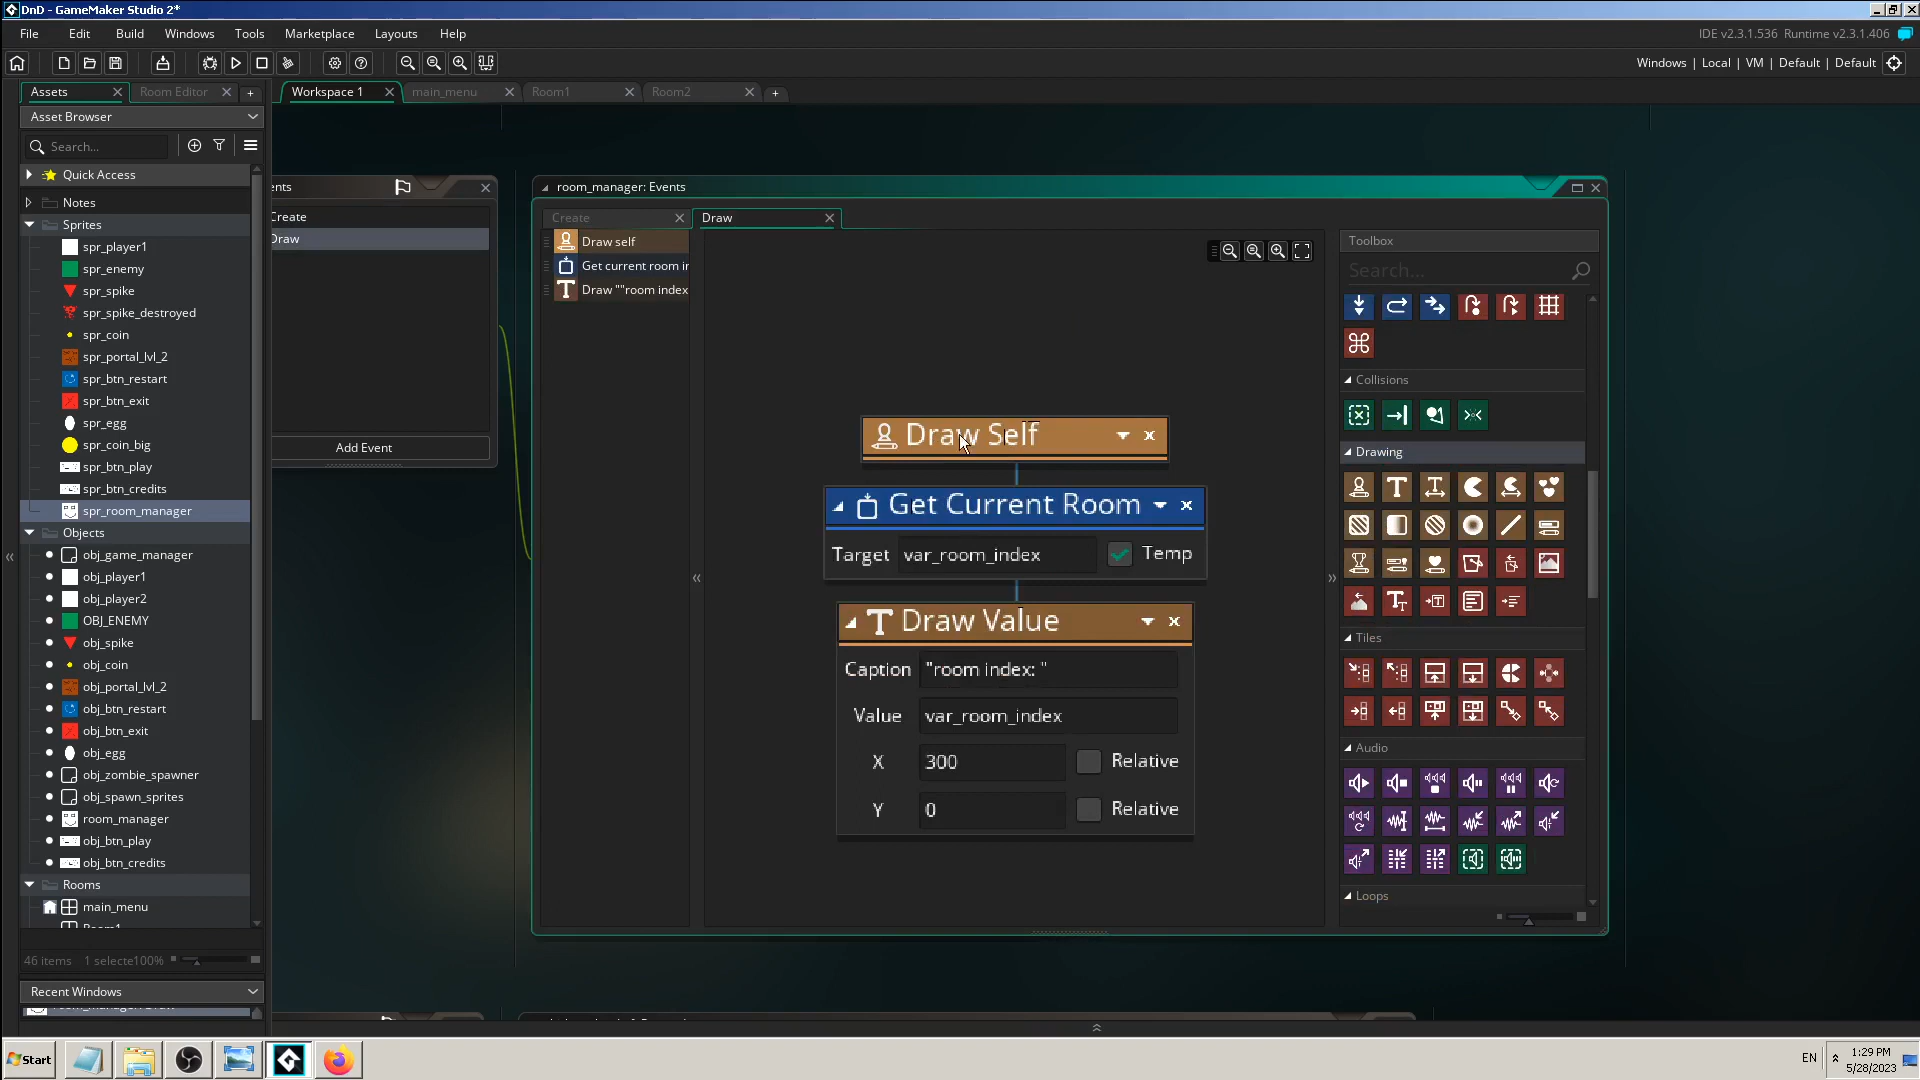 DnD - GameMaker Studio 2*
File Edit Build Windows Tools Marketplace Layouts Help
IDE v2.3.1.536 Runtime v2.3.1.406
Windows | Local | VM | Default | Default
Assets
Room Editor
Workspace 1
main_menu
Room1
Room2
Asset Browser
Search...
Quick Access
Notes
Sprites
spr_player1
spr_enemy
spr_spike
spr_spike_destroyed
spr_coin
spr_portal_lvl_2
spr_btn_restart
spr_btn_exit
spr_egg
spr_coin_big
spr_btn_play
spr_btn_credits
spr_room_manager
Objects
obj_game_manager
obj_player1
obj_player2
OBJ_ENEMY
obj_spike
obj_coin
obj_portal_lvl_2
obj_btn_restart
obj_btn_exit
obj_egg
obj_zombie_spawner
obj_spawn_sprites
room_manager
obj_btn_play
obj_btn_credits
Rooms
main_menu
46 items 1 selecte100%
Recent Windows
ents
Create
Draw
Add Event
room_manager: Events
Create
Draw
Draw self
Get current room ir
Draw ""room index
Draw Self
Get Current Room
Target var_room_index Temp
Draw Value
Caption "room index: "
Value var_room_index
X 300 Relative
Y 0 Relative
Toolbox
Search...
Collisions
Drawing
Tiles
Audio
Loops
Start
EN
1:29 PM
5/28/2023